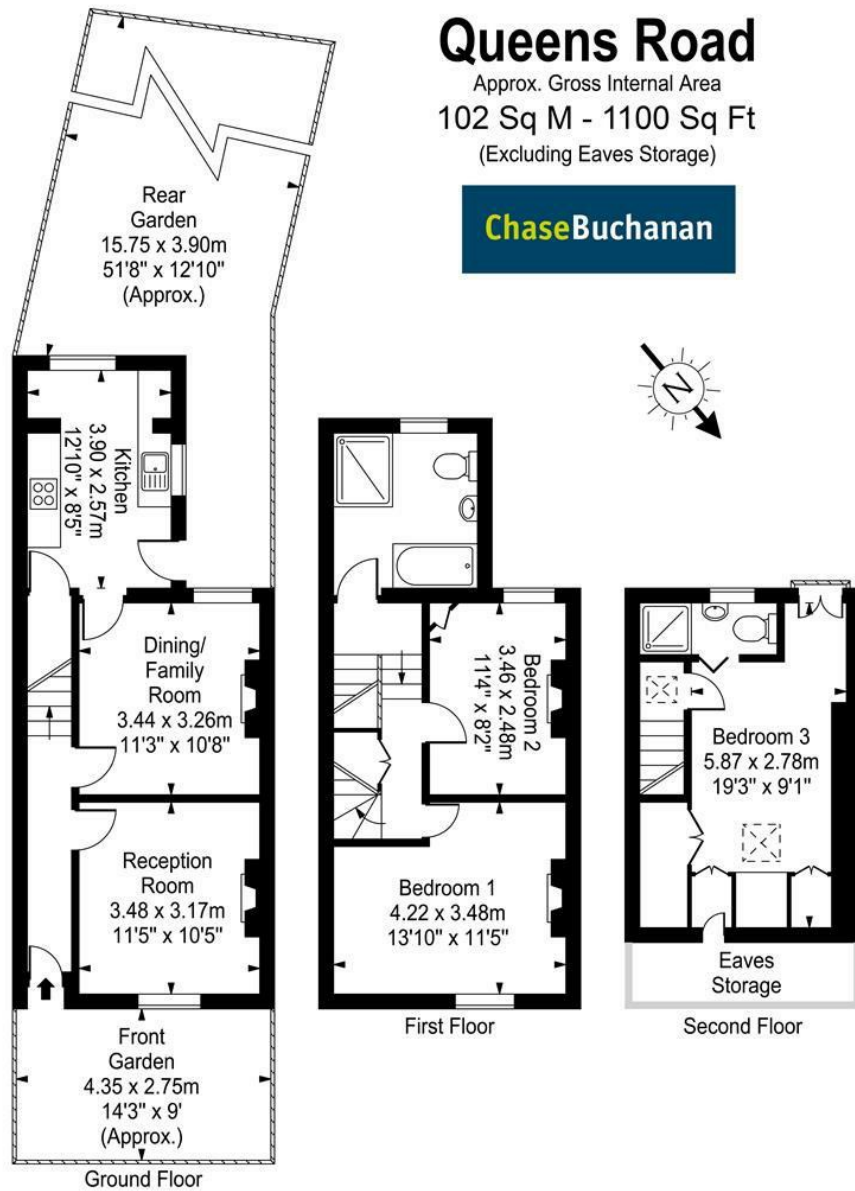 Queens Road
Approx. Gross Internal Area
102 Sq M - 1100 Sq Ft
(Excluding Eaves Storage)
ChaseBuchanan
N
Rear
Garden
15.75 x 3.90m
51'8" x 12'10"
(Approx.)
Kitchen
3.90 x 2.57m
12'10" x 8'5"
Dining/
Family
Room
3.44 x 3.26m
11'3" x 10'8"
Reception
Room
3.48 x 3.17m
11'5" x 10'5"
Front
Garden
4.35 x 2.75m
14'3" x 9'
(Approx.)
Ground Floor
Bedroom 2
3.46 x 2.48m
11'4" x 8'2"
Bedroom 1
4.22 x 3.48m
13'10" x 11'5"
First Floor
Bedroom 3
5.87 x 2.78m
19'3" x 9'1"
Eaves
Storage
Second Floor